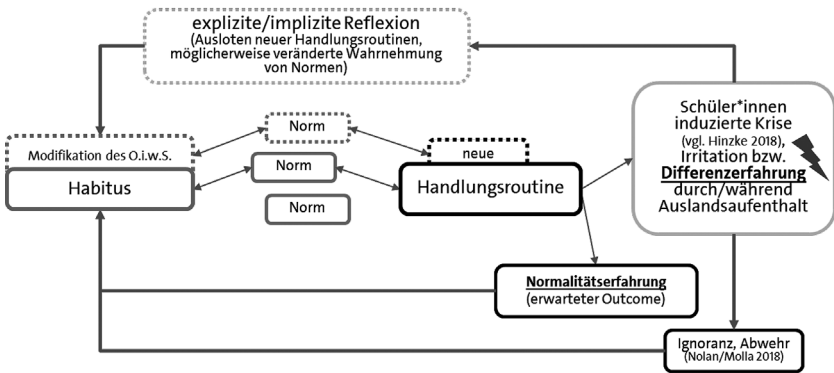 explizite/implizite Reflexion
(Ausloten neuer Handlungsroutinen,
möglicherweise veränderte Wahrnehmung
von Normen)
Modifikation des O.i.w.S.
Habitus
Norm
Norm
Norm
neue
Handlungsroutine
Schüler*innen
induzierte Krise
(vgl. Hinzke 2018),
Irritation bzw.
Differenzerfahrung
durch/während
Auslandsaufenthalt
Normalitätserfahrung
(erwarteter Outcome)
Ignoranz, Abwehr
(Nolan/Molla 2018)